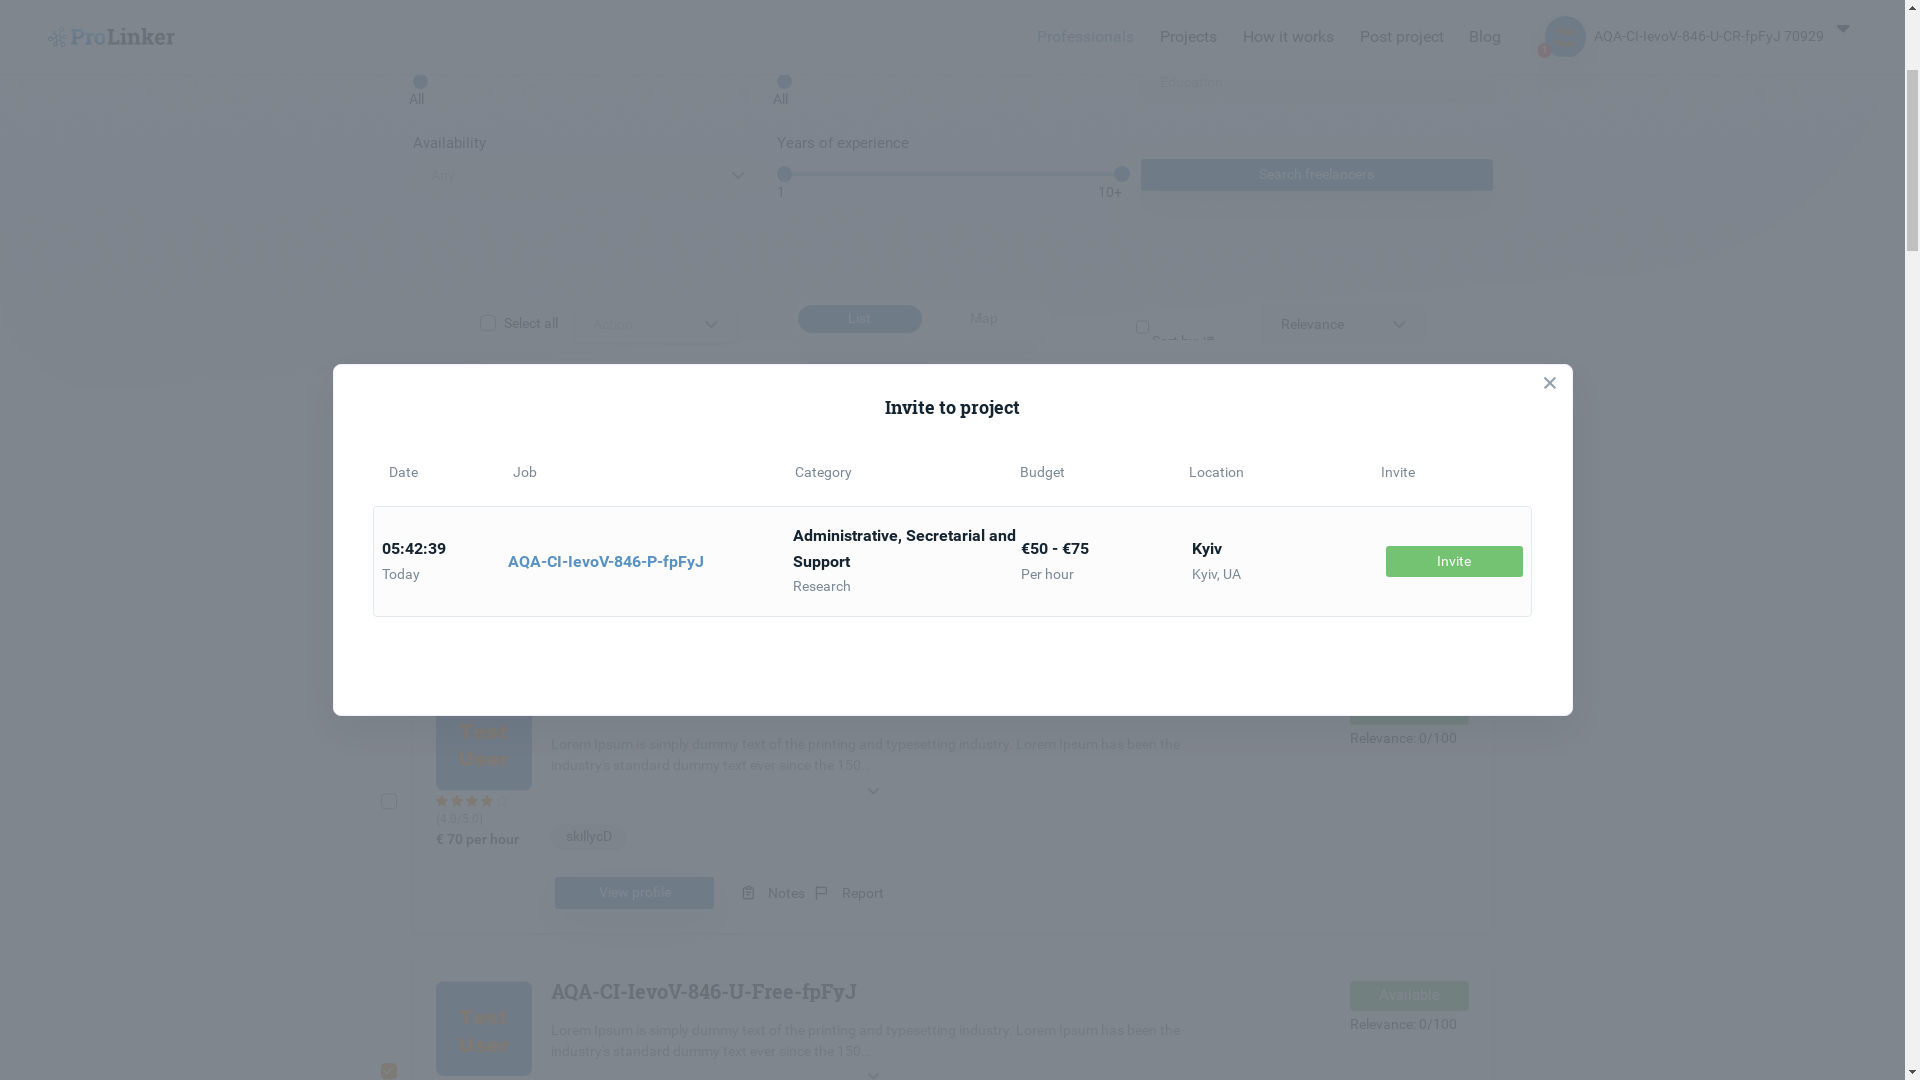 ProLinker
Professionals Projects How it works Post project Blog
1
AQA-CI-IevoV-846-U-CR-fpFyJ 70929
All All Education
Availability Years of experience
Any Search freelancers
1 10+
Select all Action List Map Relevance
Invite to project
Date Job Category Budget Location Invite
05:42:39
Today
AQA-CI-IevoV-846-P-fpFyJ
Administrative, Secretarial and
Support
Research
€50 - €75
Per hour
Kyiv
Kyiv, UA
Invite
Test
User
Lorem Ipsum is simply dummy text of the printing and typesetting industry. Lorem Ipsum has been the
industry's standard dummy text ever since the 150...
Relevance: 0/100
(4.0/5.0)
€ 70 per hour
skillycD
View profile Notes Report
Test
User
AQA-CI-IevoV-846-U-Free-fpFyJ
Lorem Ipsum is simply dummy text of the printing and typesetting industry. Lorem Ipsum has been the
industry's standard dummy text ever since the 150...
Available
Relevance: 0/100